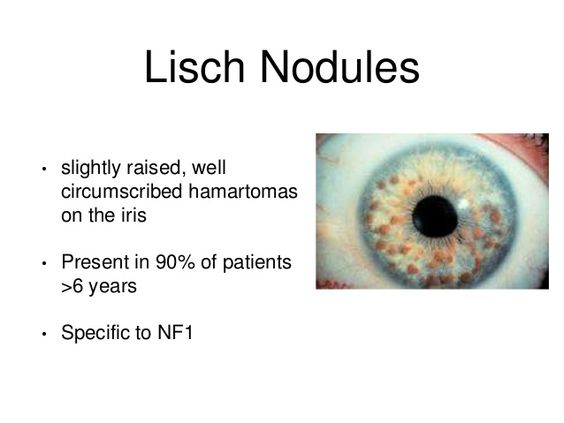 Lisch Nodules
• slightly raised, well
circumscribed hamartomas
on the iris
• Present in 90% of patients
>6 years
• Specific to NF1